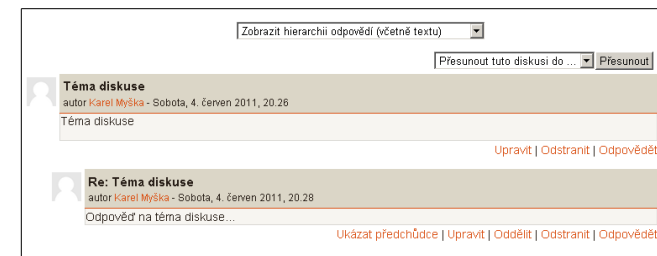 Zobrazit hierarchii odpovědí (včetně textu)
Přesunout tuto diskusi do ... Přesunout
Téma diskuse
autor Karel Myška - Sobota, 4. červen 2011, 20.26
Téma diskuse
Upravit | Odstranit | Odpovědět
Re: Téma diskuse
autor Karel Myška - Sobota, 4. červen 2011, 20.28
Odpověď na téma diskuse...
Ukázat předchůdce | Upravit | Oddělit | Odstranit | Odpovědět